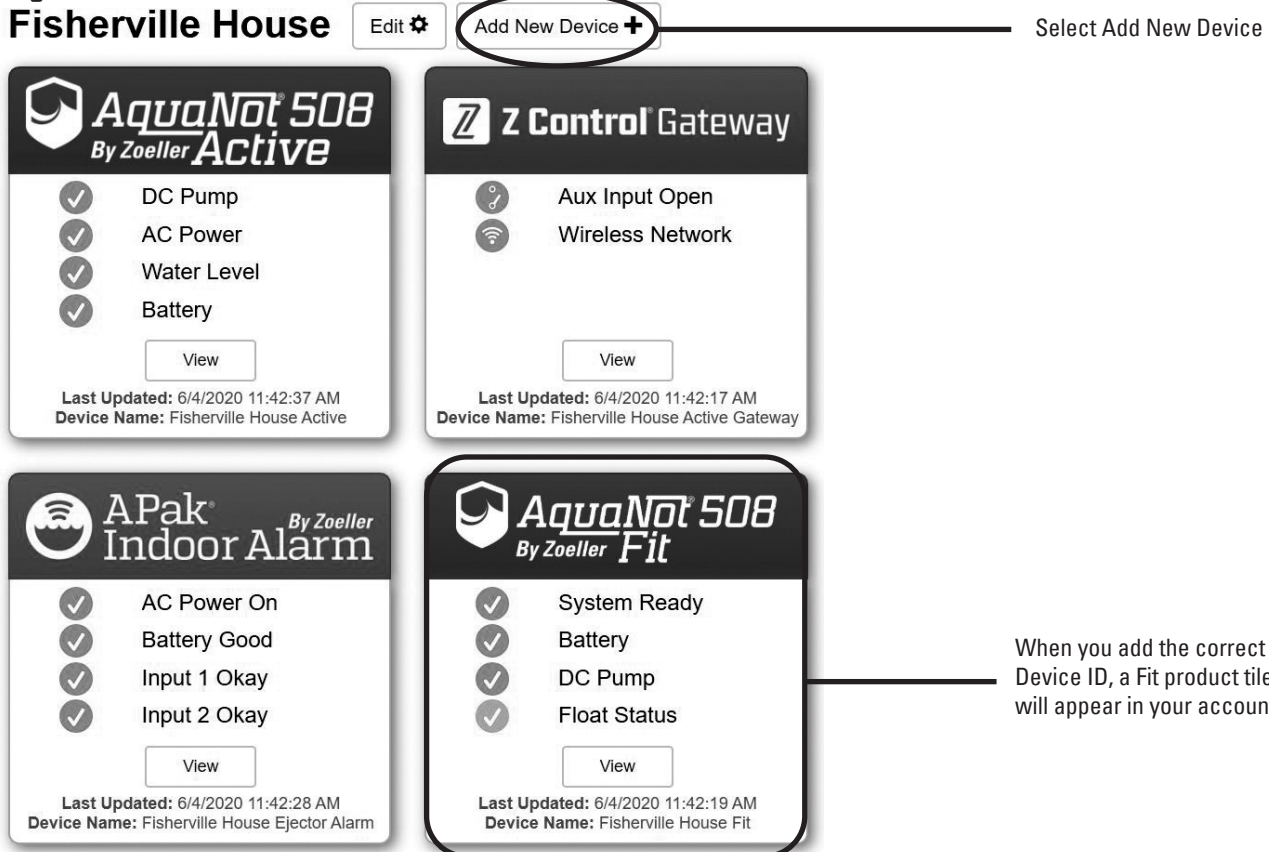 Fisherville House
Edit
Add New Device
Select Add New Device
AquaNot® 508
By Zoeller Active
DC Pump
AC Power
Water Level
Battery
View
Last Updated: 6/4/2020 11:42:37 AM
Device Name: Fisherville House Active
Z Control® Gateway
Aux Input Open
Wireless Network
View
Last Updated: 6/4/2020 11:42:17 AM
Device Name: Fisherville House Active Gateway
APak® By Zoeller
Indoor Alarm
AC Power On
Battery Good
Input 1 Okay
Input 2 Okay
View
Last Updated: 6/4/2020 11:42:28 AM
Device Name: Fisherville House Ejector Alarm
AquaNot® 508
By Zoeller Fit
System Ready
Battery
DC Pump
Float Status
View
Last Updated: 6/4/2020 11:42:19 AM
Device Name: Fisherville House Fit
When you add the correct
Device ID, a Fit product tile
will appear in your accoun